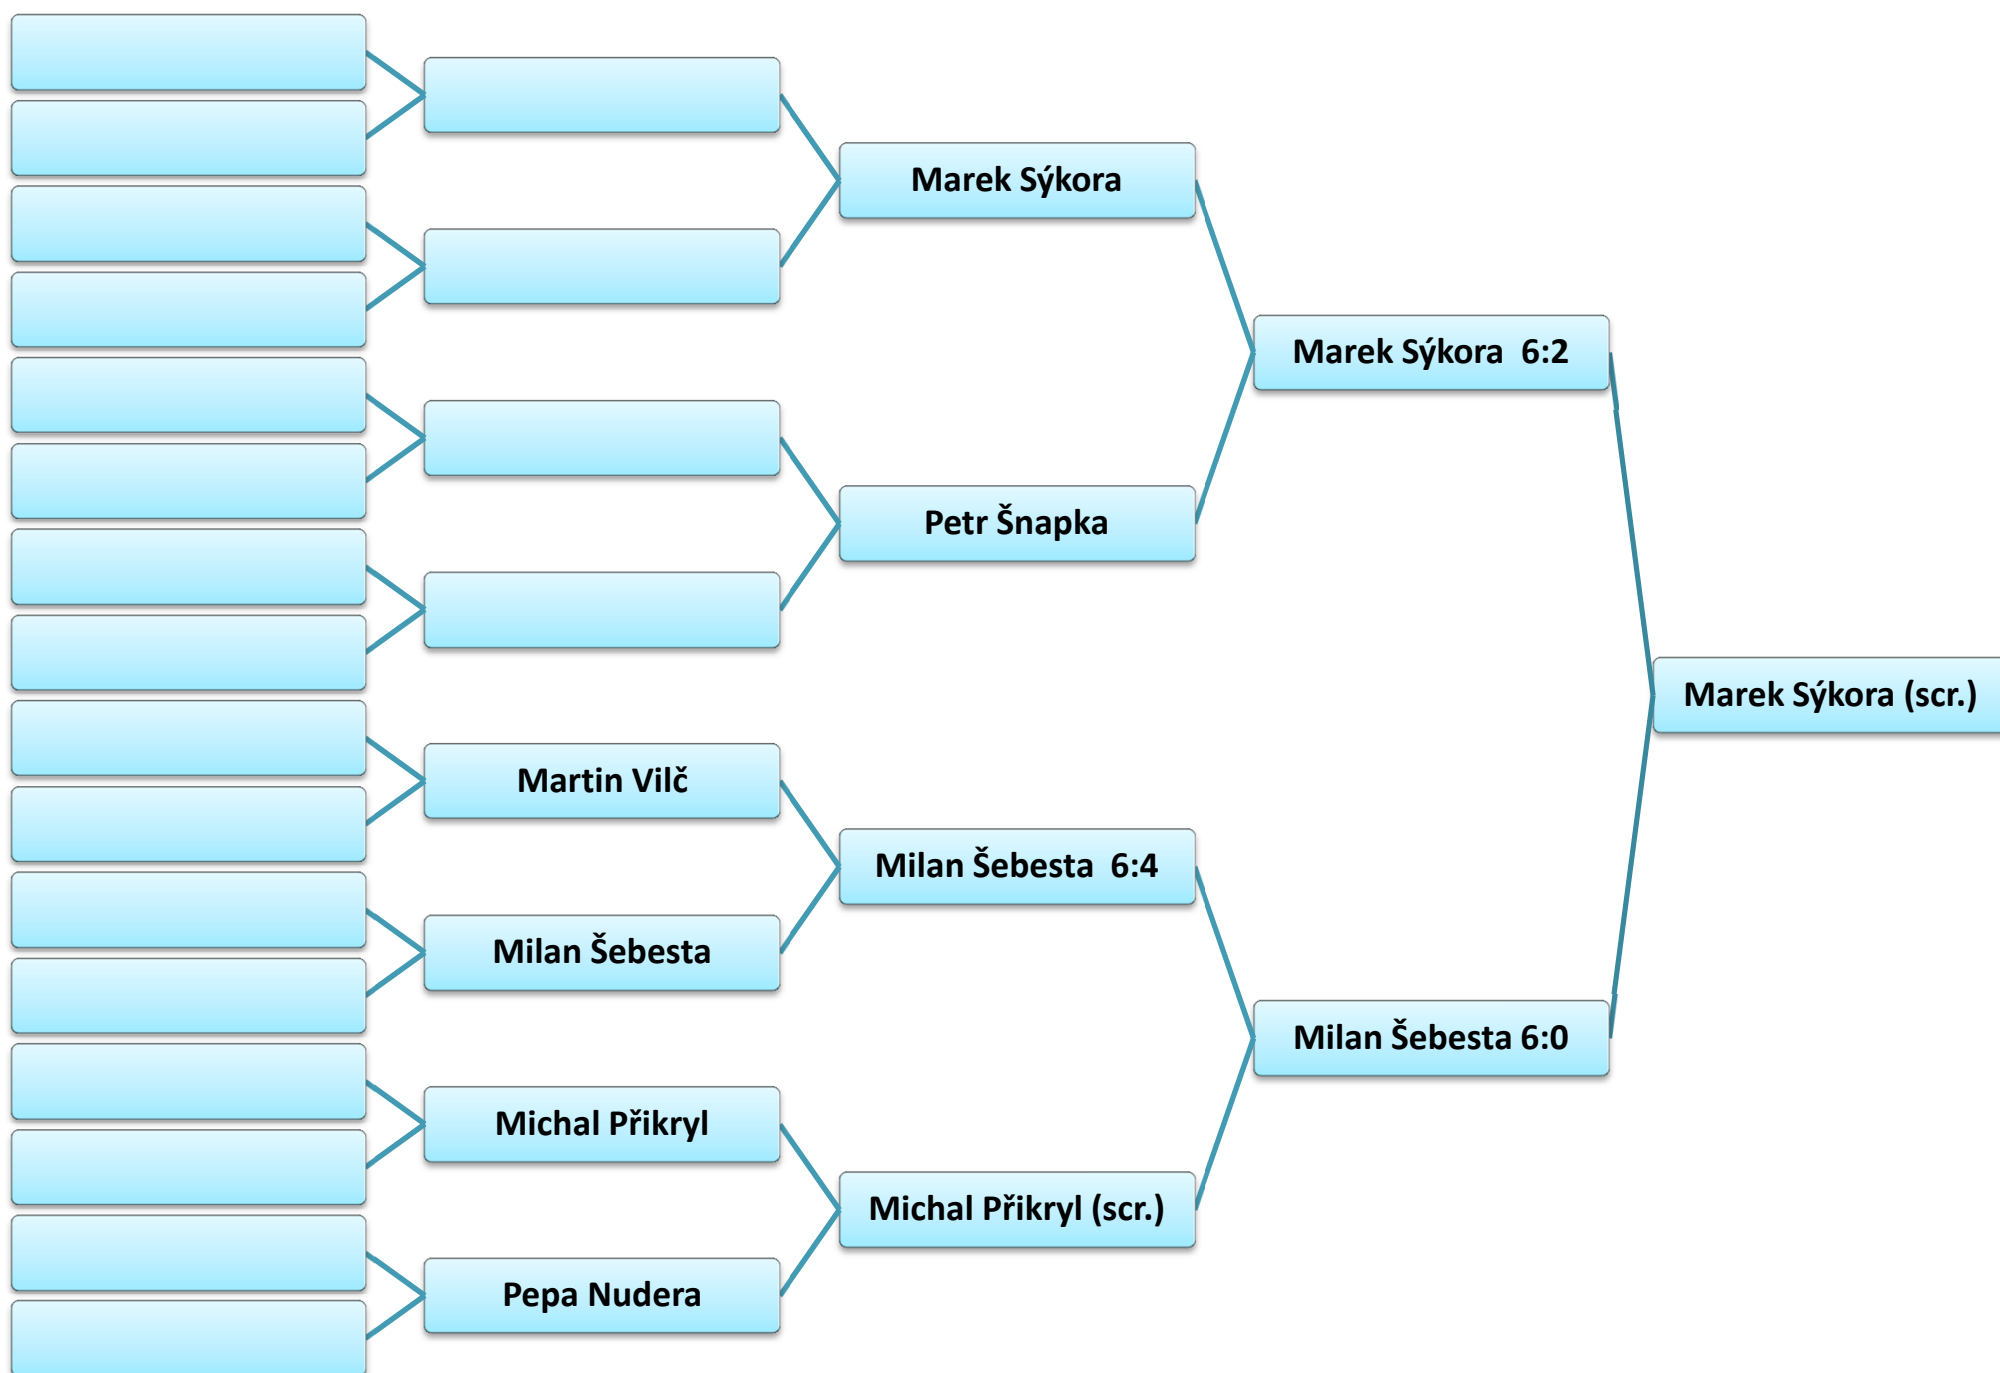 Marek Sýkora
Marek Sýkora  6:2
Petr Šnapka
Marek Sýkora (scr.)
Martin Vilč
Milan Šebesta  6:4
Milan Šebesta
Milan Šebesta 6:0
Michal Přikryl
Michal Přikryl (scr.)
Pepa Nudera